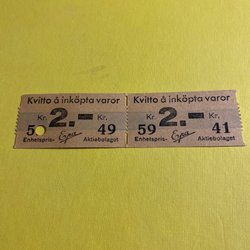 Kvitto å inköpta varor Kvitto å inköpta varor
Kr. 2.— Kr. Kr. 2.— Kr.
5 49 59 41
Enhetspris- Epa Aktiebolaget Enhetspris- Epa Aktiebolaget